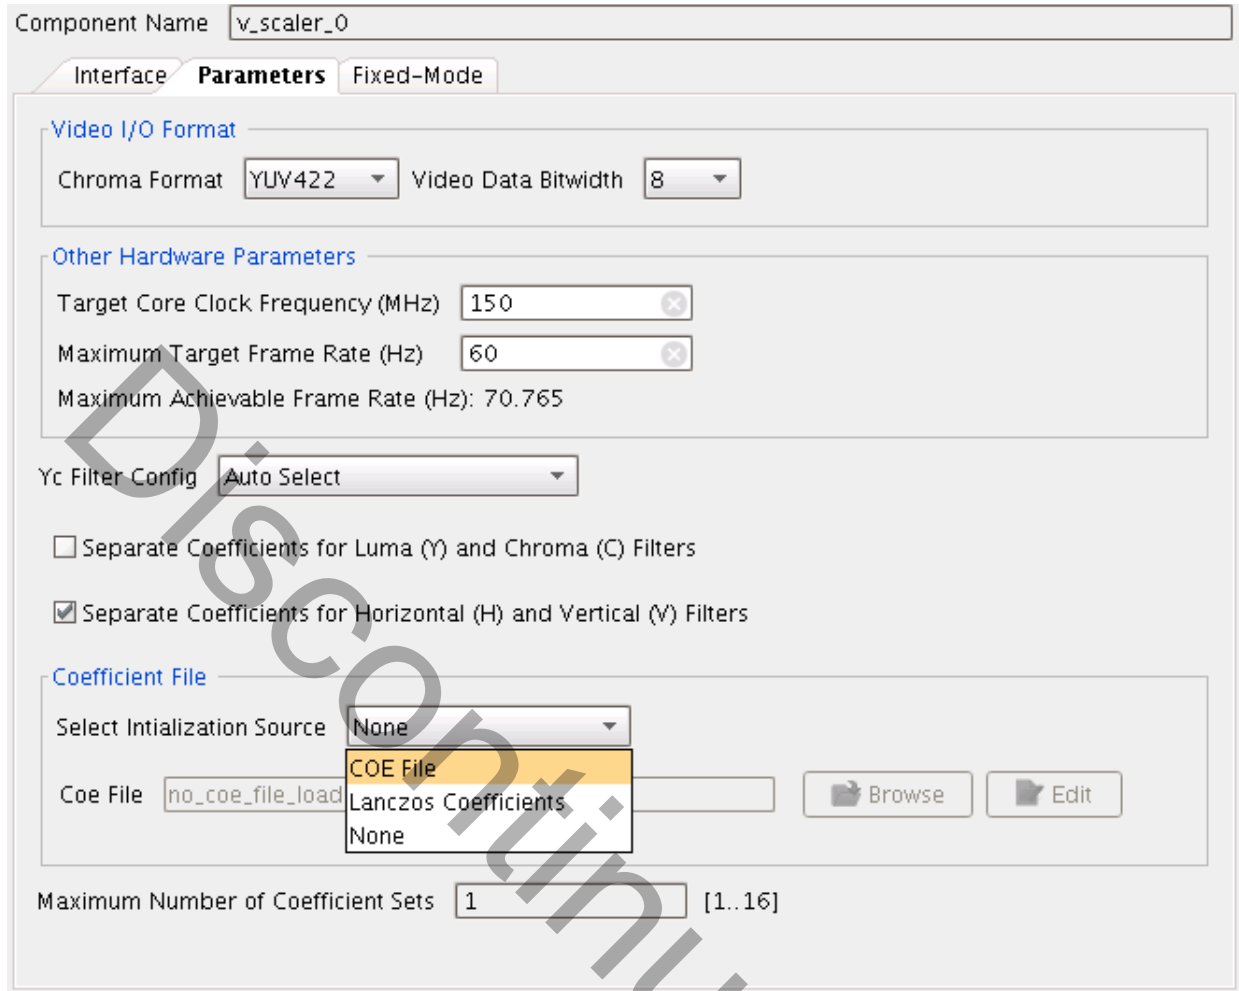 Component Name v_scaler_0
Interface Parameters Fixed-Mode
Video I/O Format
Chroma Format YUV422 Video Data Bitwidth 8
Other Hardware Parameters
Target Core Clock Frequency (MHz) 150
Maximum Target Frame Rate (Hz) 60
Maximum Achievable Frame Rate (Hz): 70.765
Yc Filter Config Auto Select
Separate Coefficients for Luma (Y) and Chroma (C) Filters
Separate Coefficients for Horizontal (H) and Vertical (V) Filters
Coefficient File
Select Intialization Source None
COE File
Coe File no_coe_file_load Browse Edit
Lanczos Coefficients
None
Maximum Number of Coefficient Sets 1 [1..16]
Discontinu